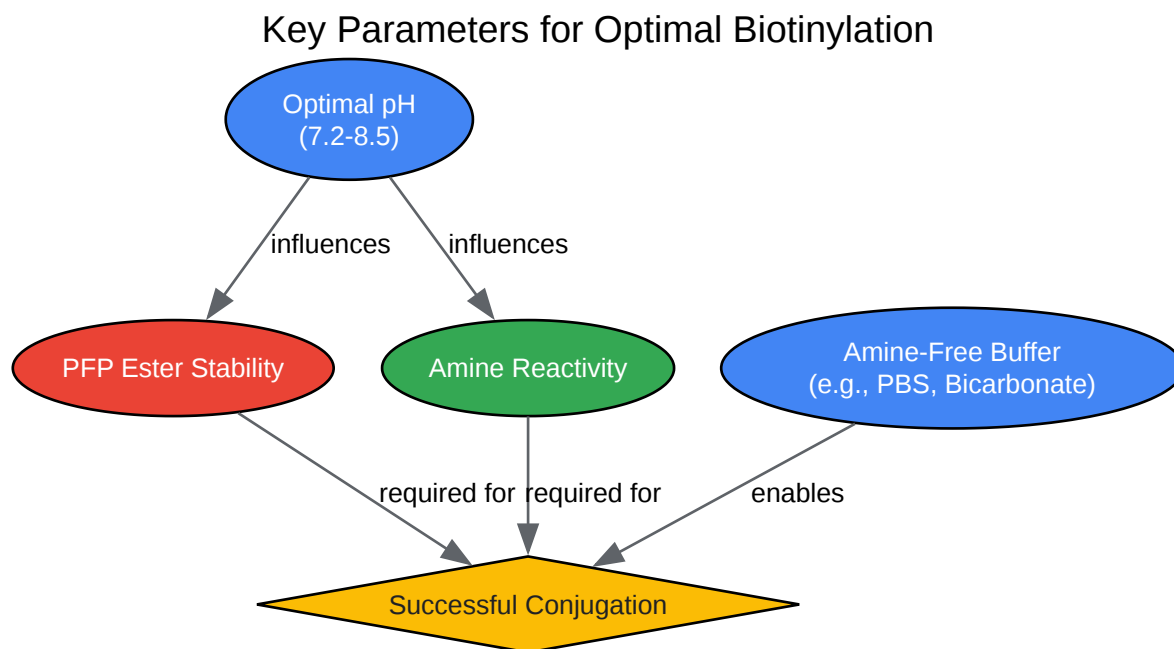 Key Parameters for Optimal Biotinylation
Optimal pH
(7.2-8.5)
influences
influences
PFP Ester Stability
Amine Reactivity
Amine-Free Buffer
(e.g., PBS, Bicarbonate)
required for
required for
enables
Successful Conjugation